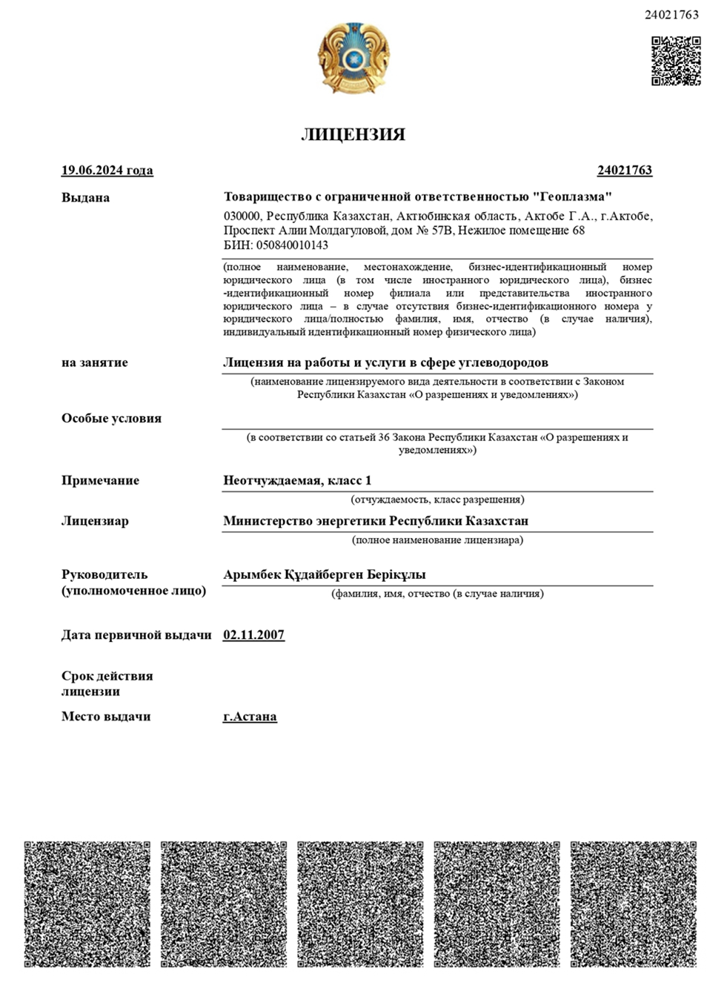 24021763
ЛИЦЕНЗИЯ
19.06.2024 года 24021763
Выдана Товарищество с ограниченной ответственностью "Геоплазма"
030000, Республика Казахстан, Актюбинская область, Актобе Г.А., г.Актобе,
Проспект Алии Молдагуловой, дом № 57В, Нежилое помещение 68
БИН: 050840010143
(полное наименование, местонахождение, бизнес-идентификационный номер
юридического лица (в том числе иностранного юридического лица), бизнес
-идентификационный номер филиала или представительства иностранного
юридического лица – в случае отсутствия бизнес-идентификационного номера у
юридического лица/полностью фамилия, имя, отчество (в случае наличия),
индивидуальный идентификационный номер физического лица)
на занятие Лицензия на работы и услуги в сфере углеводородов
(наименование лицензируемого вида деятельности в соответствии с Законом
Республики Казахстан «О разрешениях и уведомлениях»)
Особые условия
(в соответствии со статьей 36 Закона Республики Казахстан «О разрешениях и
уведомлениях»)
Примечание Неотчуждаемая, класс 1
(отчуждаемость, класс разрешения)
Лицензиар Министерство энергетики Республики Казахстан
(полное наименование лицензиара)
Руководитель Арымбек Құдайберген Берікұлы
(уполномоченное лицо)
(фамилия, имя, отчество (в случае наличия)
Дата первичной выдачи 02.11.2007
Срок действия
лицензии
Место выдачи г.Астана